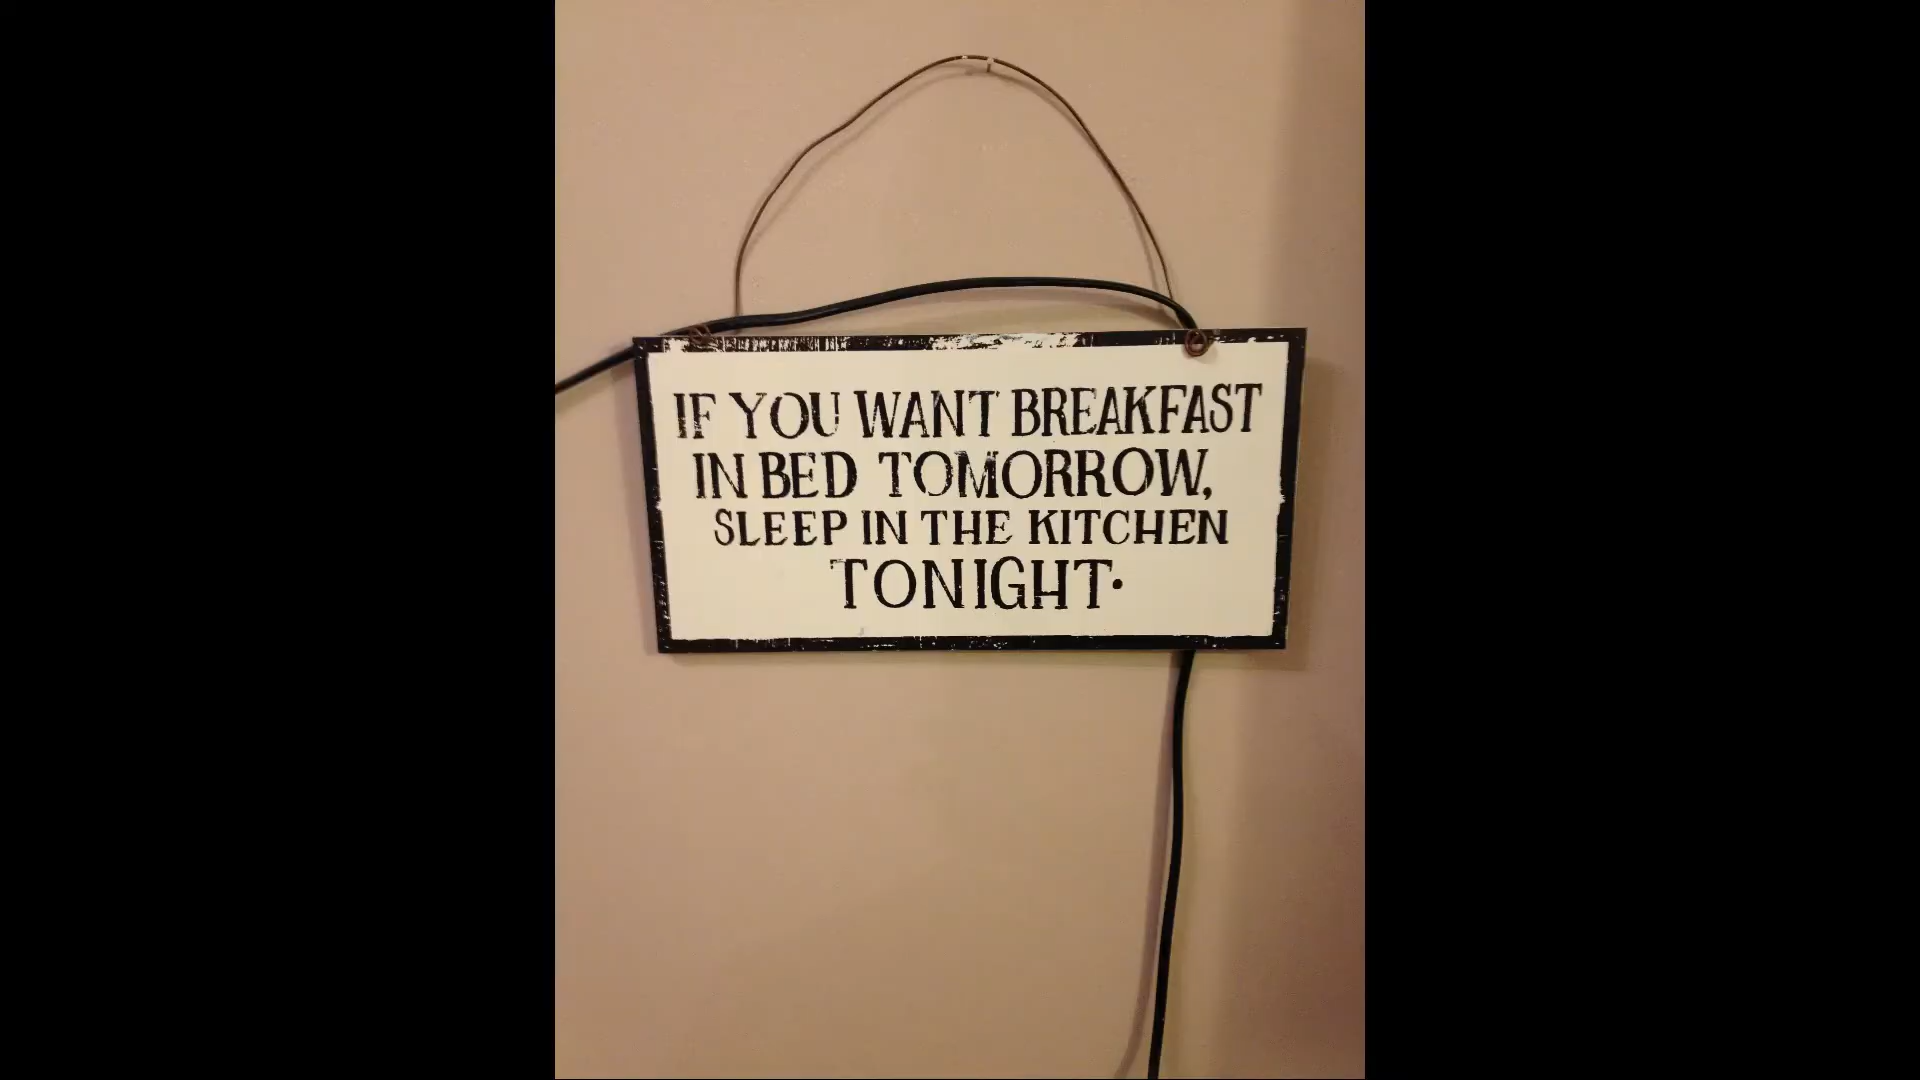 IF YOU WANT BREAKFAST
IN BED TOMORROW,
SLEEP IN THE KITCHEN
TONIGHT.